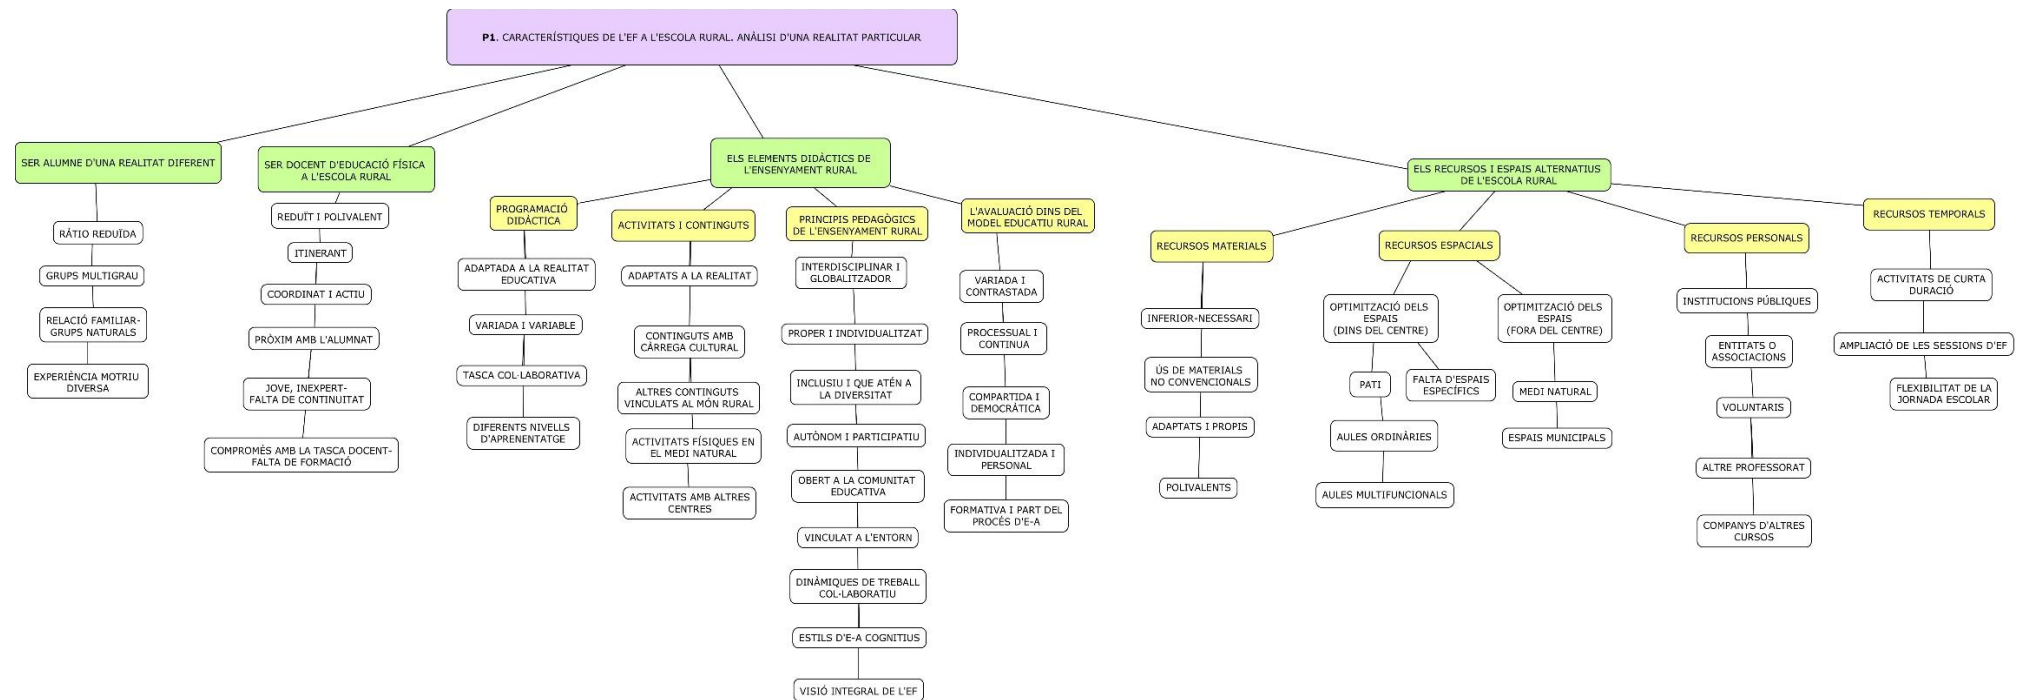 P1. CARACTERÍSTIQUES DE L'EF A L'ESCOLA RURAL. ANÀLISI D'UNA REALITAT PARTICULAR
SER ALUMNE D'UNA REALITAT DIFERENT
RÀTIO REDUÏDA
GRUPS MULTIGRAU
RELACIÓ FAMILIAR-
GRUPS NATURALS
EXPERIÈNCIA MOTRIU
DIVERSA
SER DOCENT D'EDUCACIÓ FÍSICA
A L'ESCOLA RURAL
REDUÏT I POLIVALENT
ITINERANT
COORDINAT I ACTIU
PRÒXIM AMB L'ALUMNAT
JOVE, INEXPERT-
FALTA DE CONTINUITAT
COMPROMÈS AMB LA TASCA DOCENT-
FALTA DE FORMACIÓ
ELS ELEMENTS DIDÀCTICS DE
L'ENSENYAMENT RURAL
PROGRAMACIÓ
DIDÀCTICA
ADAPTADA A LA REALITAT
EDUCATIVA
VARIADA I VARIABLE
TASCA COL·LABORATIVA
DIFERENTS NIVELLS
D'APRENENTATGE
ACTIVITATS I CONTINGUTS
ADAPTATS A LA REALITAT
CONTINGUTS AMB
CÀRREGA CULTURAL
ALTRES CONTINGUTS
VINCULATS AL MÓN RURAL
ACTIVITATS FÍSIQUES EN
EL MEDI NATURAL
ACTIVITATS AMB ALTRES
CENTRES
PRINCIPIS PEDAGÒGICS
DE L'ENSENYAMENT RURAL
INTERDISCIPLINAR I
GLOBALITZADOR
PROPER I INDIVIDUALITZAT
INCLUSIU I QUE ATÉN A
LA DIVERSITAT
AUTÒNOM I PARTICIPATIU
OBERT A LA COMUNITAT
EDUCATIVA
VINCULAT A L'ENTORN
DINÀMIQUES DE TREBALL
COL·LABORATIU
ESTILS D'E-A COGNITIUS
VISIÓ INTEGRAL DE L'EF
L'AVALUACIÓ DINS DEL
MODEL EDUCATIU RURAL
VARIADA I
CONTRASTADA
PROCESSUAL I
CONTINUA
COMPARTIDA I
DEMOCRÀTICA
INDIVIDUALITZADA I
PERSONAL
FORMATIVA I PART DEL
PROCÉS D'E-A
ELS RECURSOS I ESPAIS ALTERNATIUS
DE L'ESCOLA RURAL
RECURSOS MATERIALS
INFERIOR-NECESSARI
ÚS DE MATERIALS
NO CONVENCIONALS
ADAPTATS I PROPIS
POLIVALENTS
RECURSOS ESPACIALS
OPTIMITZACIÓ DELS
ESPAIS
(DINS DEL CENTRE)
PATI
AULES ORDINÀRIES
AULES MULTIFUNCIONALS
FALTA D'ESPAIS
ESPECÍFICS
OPTIMITZACIÓ DELS
ESPAIS
(FORA DEL CENTRE)
MEDI NATURAL
ESPAIS MUNICIPALS
RECURSOS PERSONALS
INSTITUCIONS PÚBLIQUES
ENTITATS O
ASSOCIACIONS
VOLUNTARIS
ALTRE PROFESSORAT
COMPANYS D'ALTRES
CURSOS
RECURSOS TEMPORALS
ACTIVITATS DE CURTA
DURACIÓ
AMPLIACIÓ DE LES SESSIONS D'EF
FLEXIBILITAT DE LA
JORNADA ESCOLAR